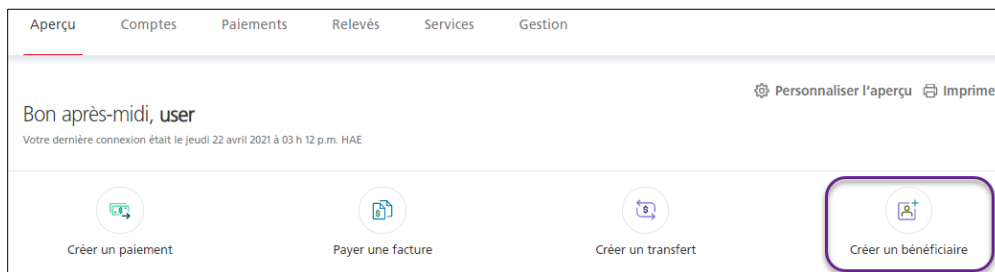 Aperçu Comptes Paiements Relevés Services Gestion
Personnaliser l'aperçu Imprime
Bon après-midi, user
Votre dernière connexion était le jeudi 22 avril 2021 à 03 h 12 p.m. HAE
Créer un paiement Payer une facture Créer un transfert Créer un bénéficiaire